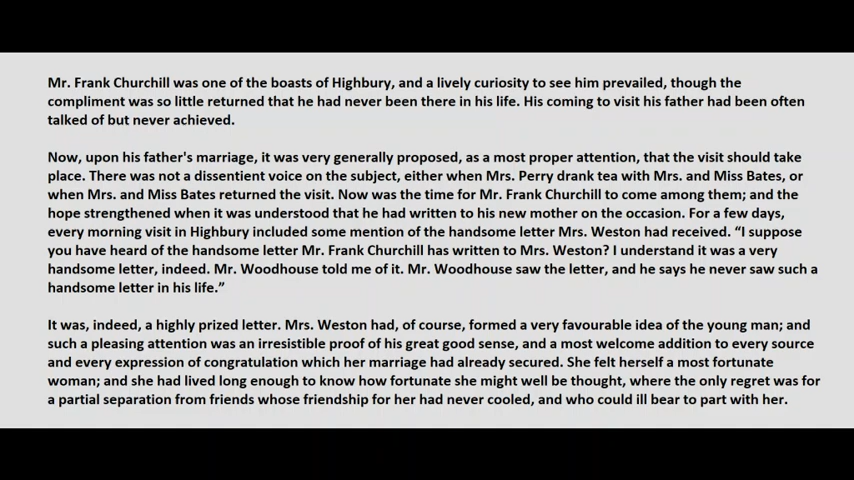 Mr. Frank Churchill was one of the boasts of Highbury, and a lively curiosity to see him prevailed, though the
compliment was so little returned that he had never been there in his life. His coming to visit his father had been often
talked of but never achieved.
Now, upon his father's marriage, it was very generally proposed, as a most proper attention, that the visit should take
place. There was not a dissentient voice on the subject, either when Mrs. Perry drank tea with Mrs. and Miss Bates, or
when Mrs. and Miss Bates returned the visit. Now was the time for Mr. Frank Churchill to come among them; and the
hope strengthened when it was understood that he had written to his new mother on the occasion. For a few days,
every morning visit in Highbury included some mention of the handsome letter Mrs. Weston had received. “I suppose
you have heard of the handsome letter Mr. Frank Churchill has written to Mrs. Weston? I understand it was a very
handsome letter, indeed. Mr. Woodhouse told me of it. Mr. Woodhouse saw the letter, and he says he never saw such a
handsome letter in his life.”
It was, indeed, a highly prized letter. Mrs. Weston had, of course, formed a very favourable idea of the young man; and
such a pleasing attention was an irresistible proof of his great good sense, and a most welcome addition to every source
and every expression of congratulation which her marriage had already secured. She felt herself a most fortunate
woman; and she had lived long enough to know how fortunate she might well be thought, where the only regret was for
a partial separation from friends whose friendship for her had never cooled, and who could ill bear to part with her.